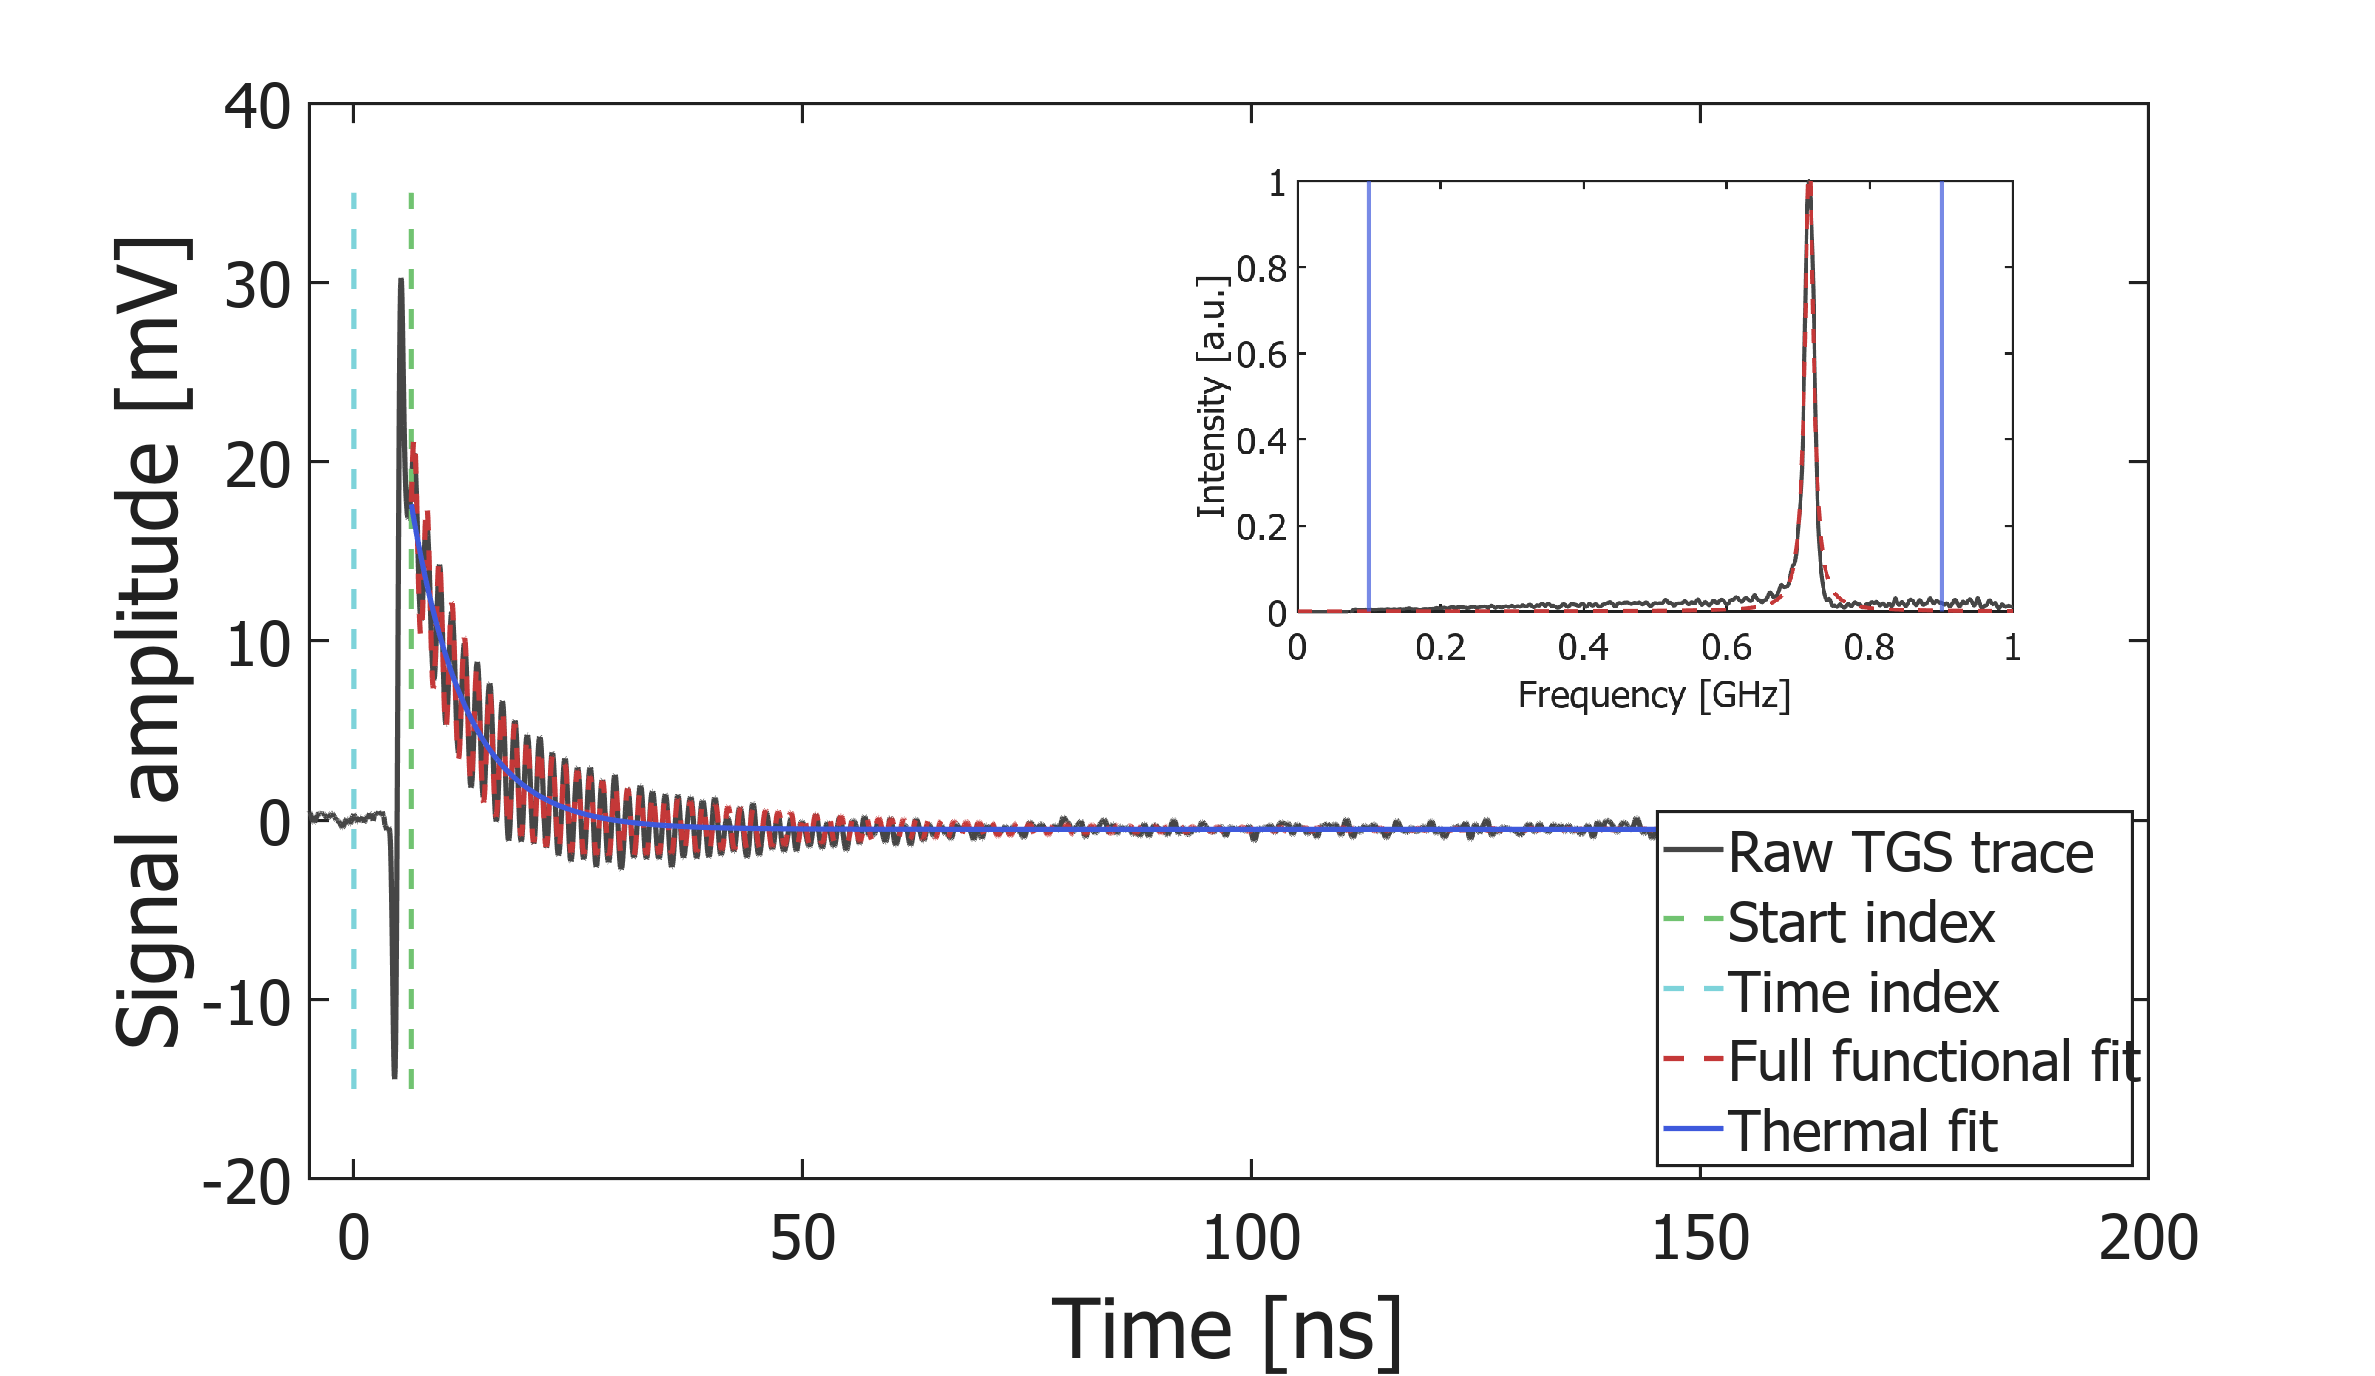 Signal amplitude [mV]
40
30
20
10
0
-10
-20
0
50
100
150
200
Time [ns]
Intensity [a.u.]
1
0.8
0.6
0.4
0.2
0
0
0.2
0.4
0.6
0.8
1
Frequency [GHz]
Raw TGS trace
Start index
Time index
Full functional fit
Thermal fit